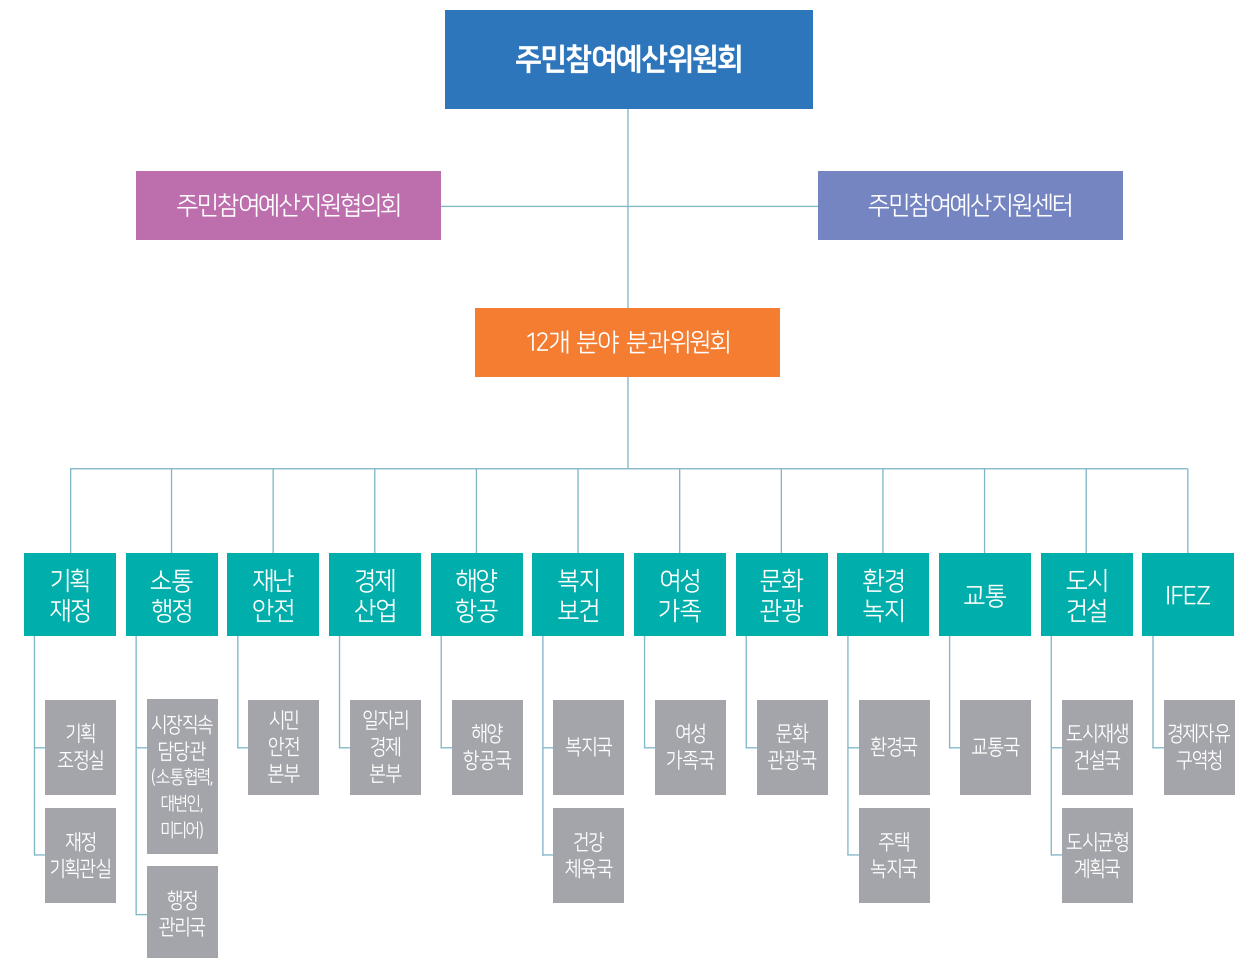 주민참여예산위원회
주민참여예산지원협의회
주민참여예산지원센터
12개 분야 분과위원회
기획
재정
소통
행정
재난
안전
경제
산업
해양
항공
복지
보건
여성
가족
문화
관광
환경
녹지
교통
도시
건설
IFEZ
기획
조정실
시장직속
담당관
(소통협력,
대변인,
미디어)
시민
안전
본부
일자리
경제
본부
해양
항공국
복지국
여성
가족국
문화
관광국
환경국
교통국
도시재생
건설국
경제자유
구역청
재정
기획관실
행정
관리국
건강
체육국
주택
녹지국
도시균형
계획국